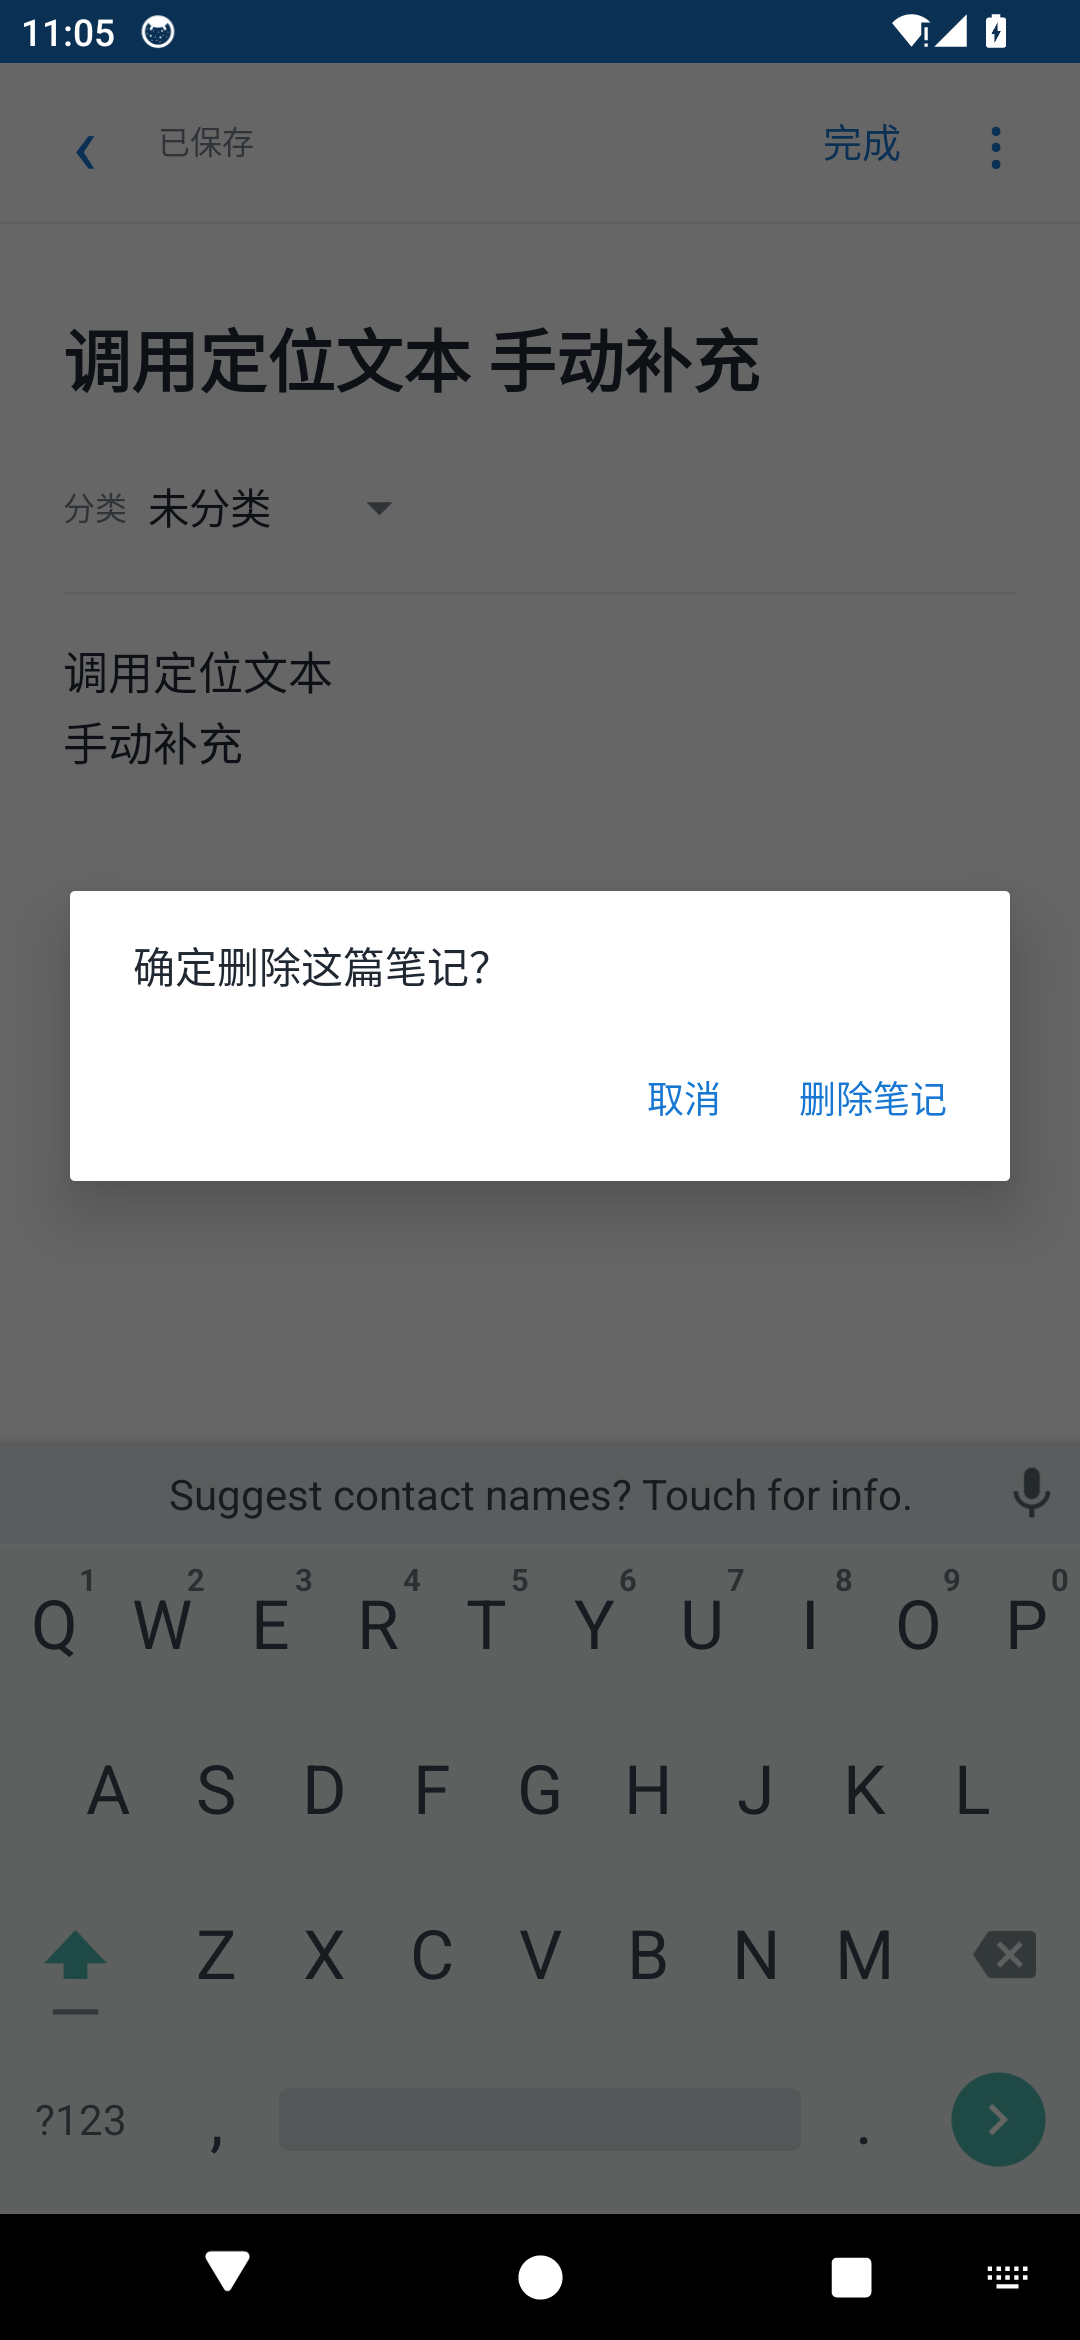 11:05
已保存
完成
调用定位文本 手动补充
分类 未分类
调用定位文本
手动补充
确定删除这篇笔记?
取消 删除笔记
Suggest contact names? Touch for info.
1 2 3 4 5 6 7 8 9 0
Q W E R T Y U I O P
A S D F G H J K L
Z X C V B N M
?123 , .